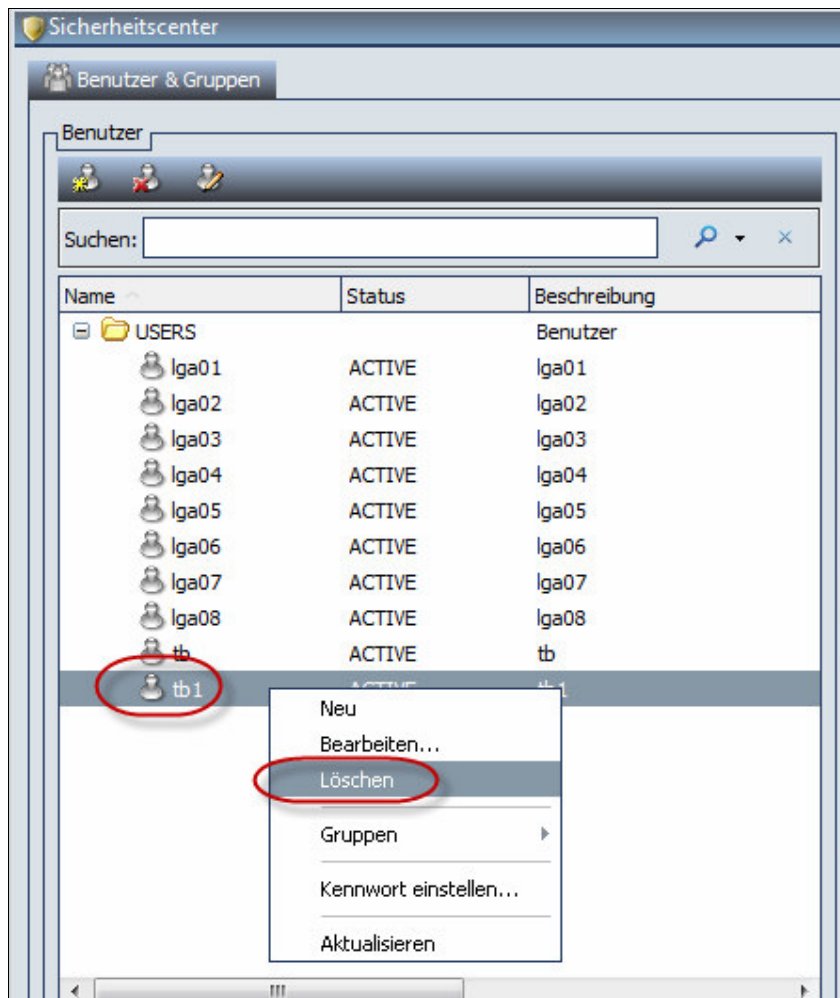 Sicherheitscenter
Benutzer & Gruppen
Benutzer
Suchen:
Name Status Beschreibung
USERS Benutzer
lga01 ACTIVE lga01
lga02 ACTIVE lga02
lga03 ACTIVE lga03
lga04 ACTIVE lga04
lga05 ACTIVE lga05
lga06 ACTIVE lga06
lga07 ACTIVE lga07
lga08 ACTIVE lga08
tb ACTIVE tb
tb1 ACTIVE tb1
Neu
Bearbeiten...
Löschen
Gruppen
Kennwort einstellen...
Aktualisieren